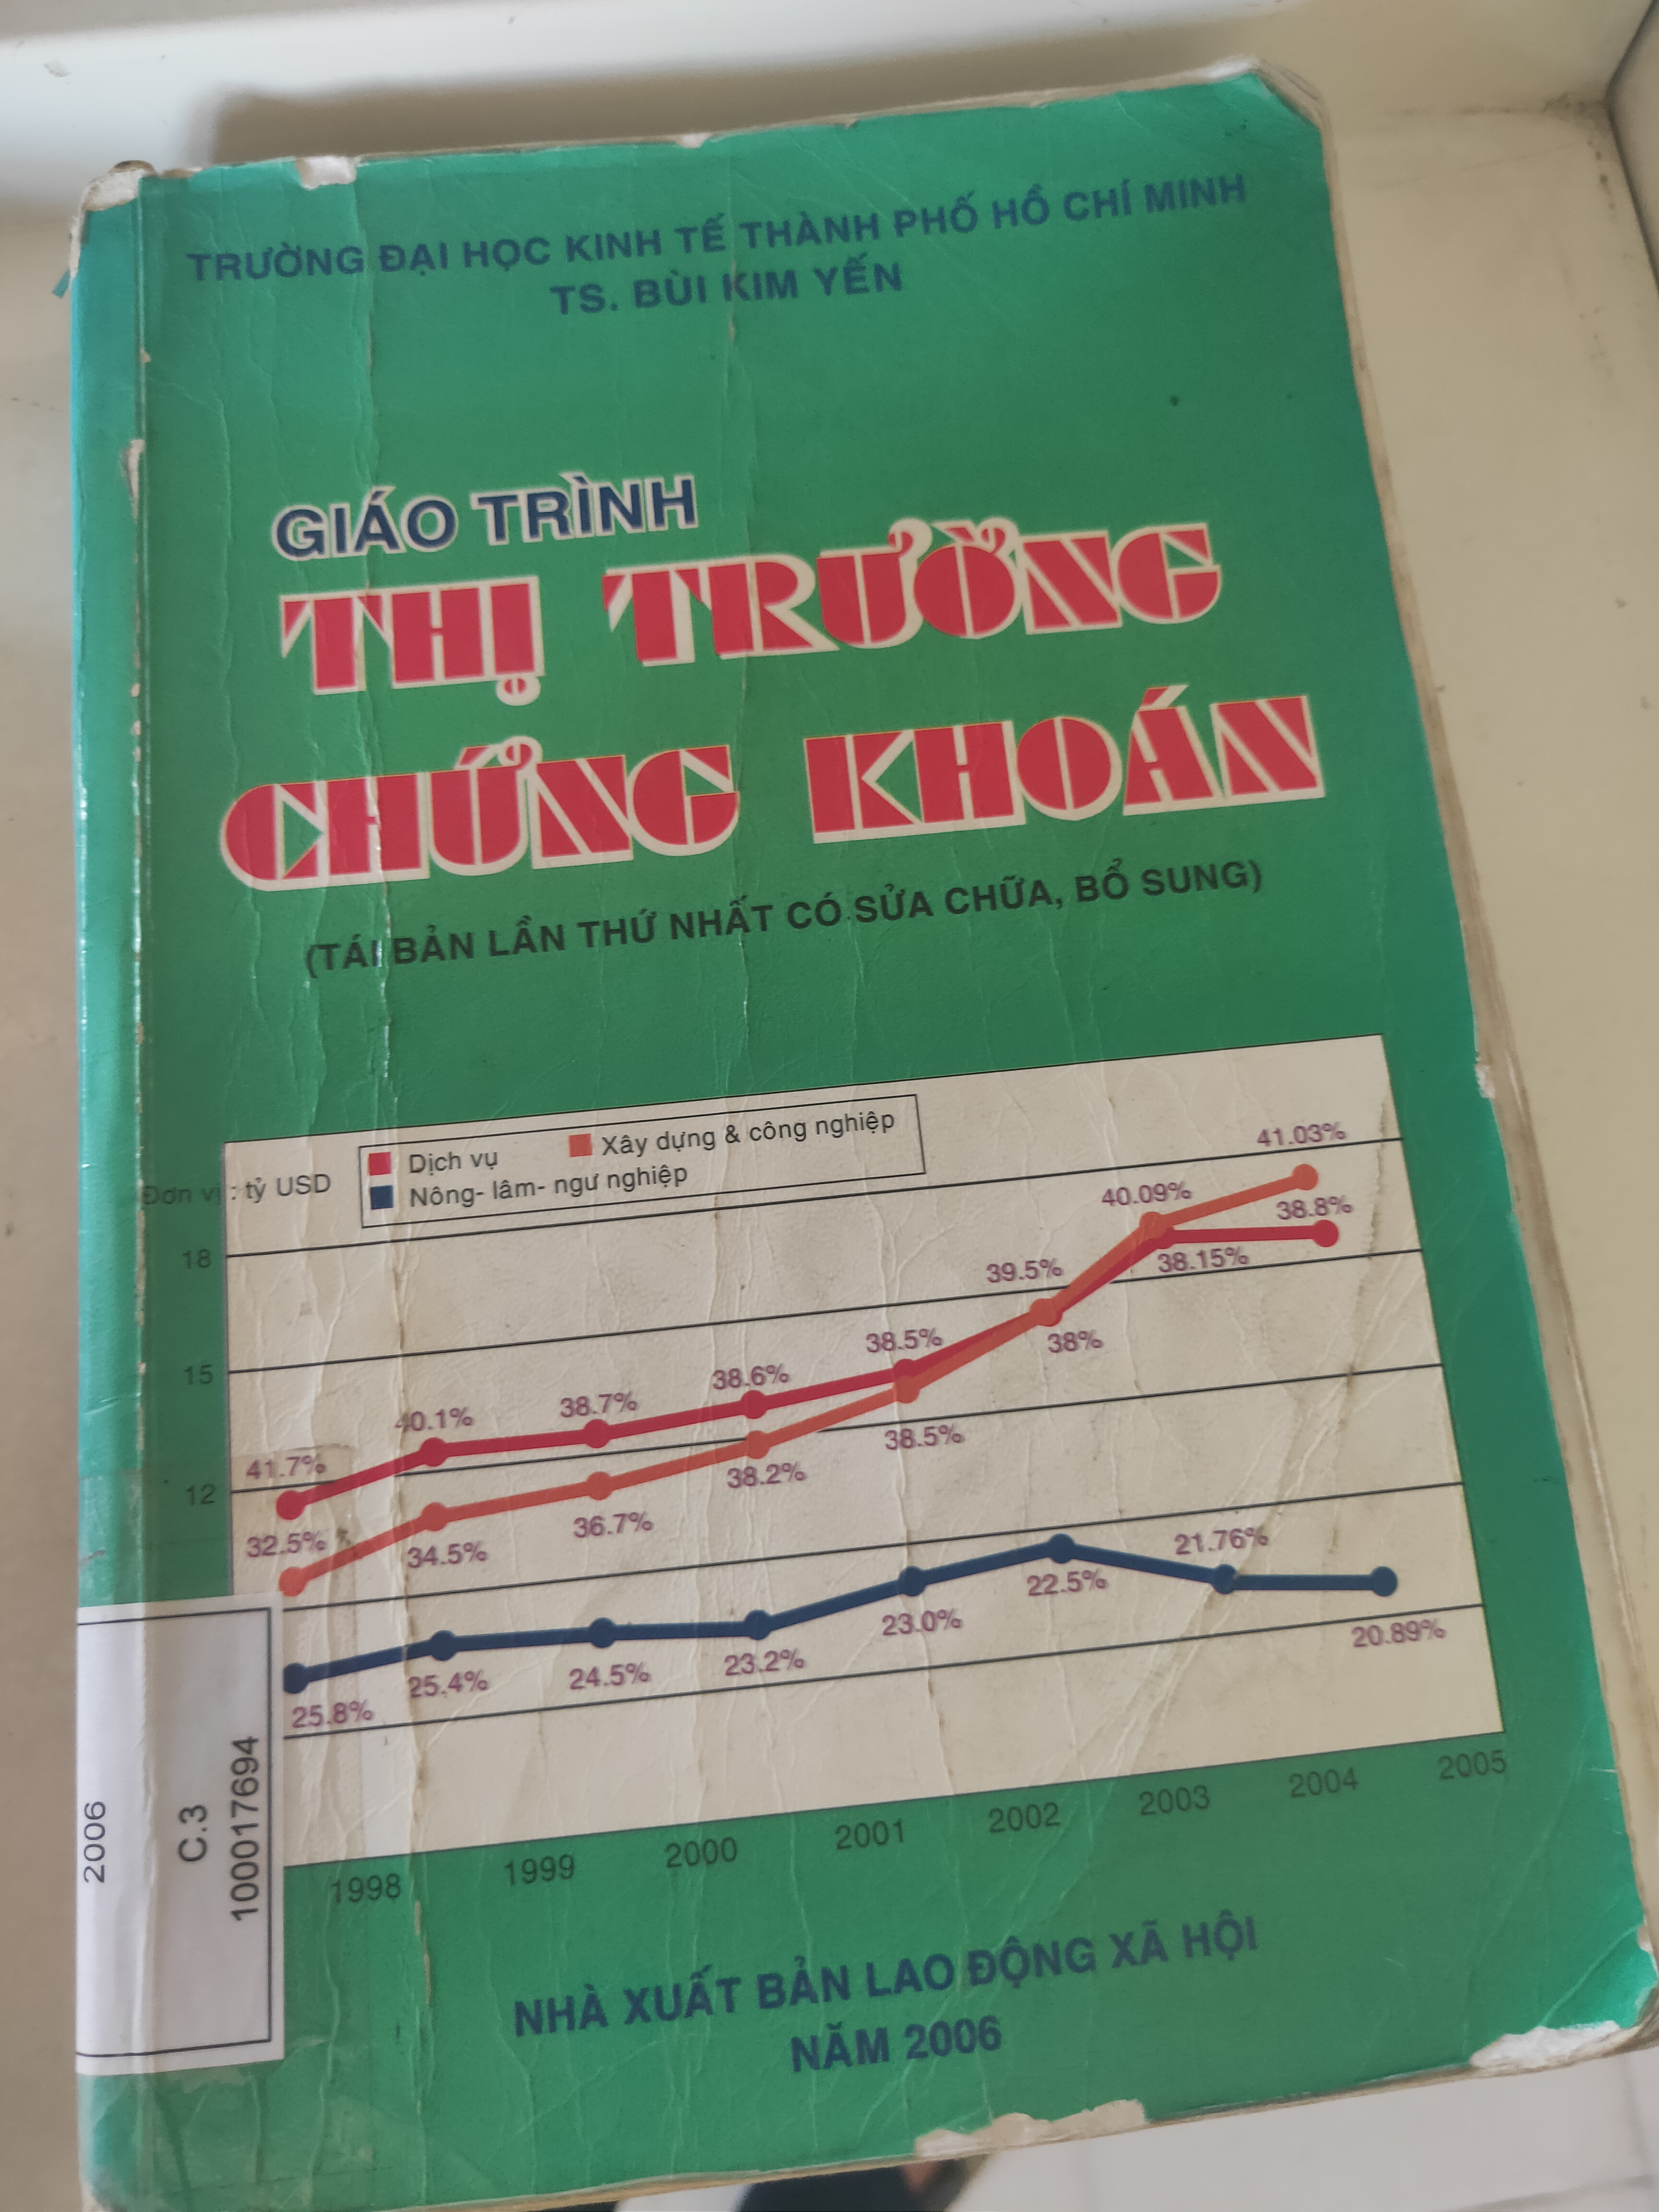 TRƯỜNG ĐẠI HỌC KINH TẾ THÀNH PHỐ HỒ CHÍ MINH
TS. BÙI KIM YẾN
GIÁO TRÌNH
THỊ TRƯỜNG
CHỨNG KHOÁN
(TÁI BẢN LẦN THỨ NHẤT CÓ SỬA CHỮA, BỔ SUNG)
Đơn vị : tỷ USD
Dịch vụ
Xây dựng & công nghiệp
Nông- lâm- ngư nghiệp
18
15
12
41.03%
40.09%
38.8%
39.5%
38.15%
38.5%
38%
38.6%
38.7%
40.1%
38.5%
41.7%
38.2%
36.7%
32.5%
34.5%
21.76%
22.5%
23.0%
20.89%
23.2%
24.5%
25.4%
25.8%
1998 1999 2000 2001 2002 2003 2004 2005
2006
C.3
100017694
NHÀ XUẤT BẢN LAO ĐỘNG XÃ HỘI
NĂM 2006